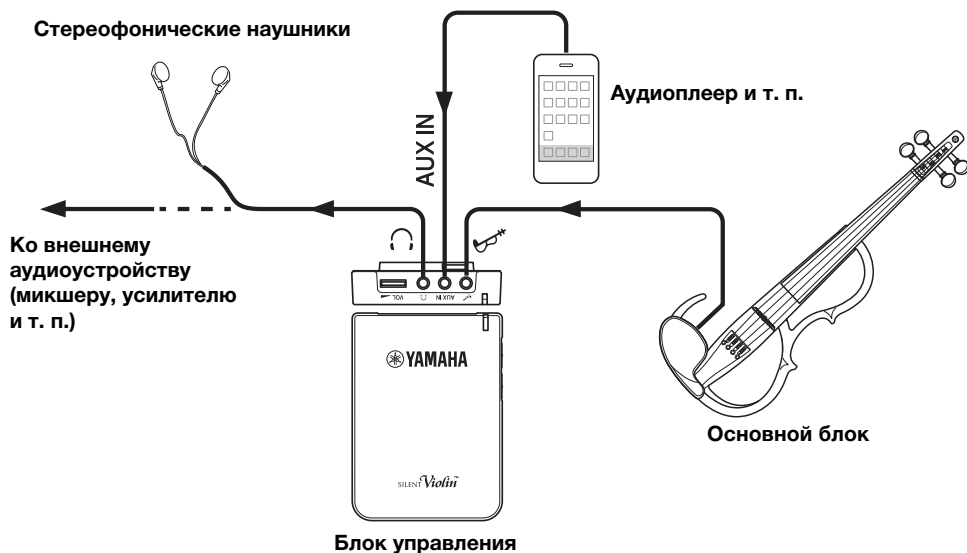 Стереофонические наушники
Аудиоплеер и т. п.
AUX IN
Ко внешнему
аудиоустройству
(микшеру, усилителю
и т. п.)
VOL.
AUX IN
YAMAHA
SILENT Violin™
Основной блок
Блок управления